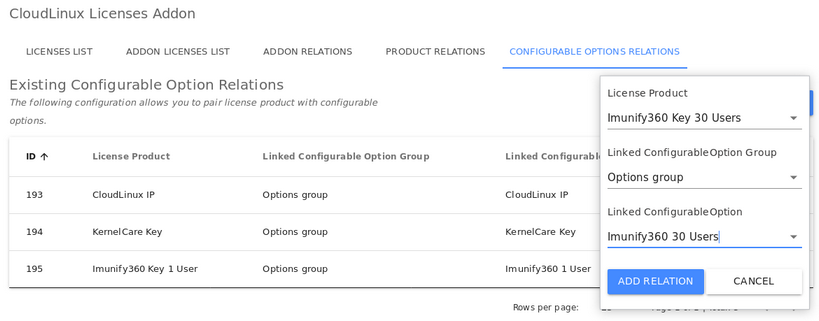 CloudLinux Licenses Addon
LICENSES LIST
ADDON LICENSES LIST
ADDON RELATIONS
PRODUCT RELATIONS
CONFIGURABLE OPTIONS RELATIONS
Existing Configurable Option Relations
The following configuration allows you to pair license product with configurable
options.
ID
License Product
Linked Configurable Option Group
Linked Configurable
193
CloudLinux IP
Options group
CloudLinux IP
194
KernelCare Key
Options group
KernelCare Key
195
Imunify360 Key 1 User
Options group
Imunify360 1 User
Rows per page:
License Product
Imunify360 Key 30 Users
Linked ConfigurableOption Group
Options group
Linked ConfigurableOption
Imunify360 30 Users
ADD RELATION
CANCEL